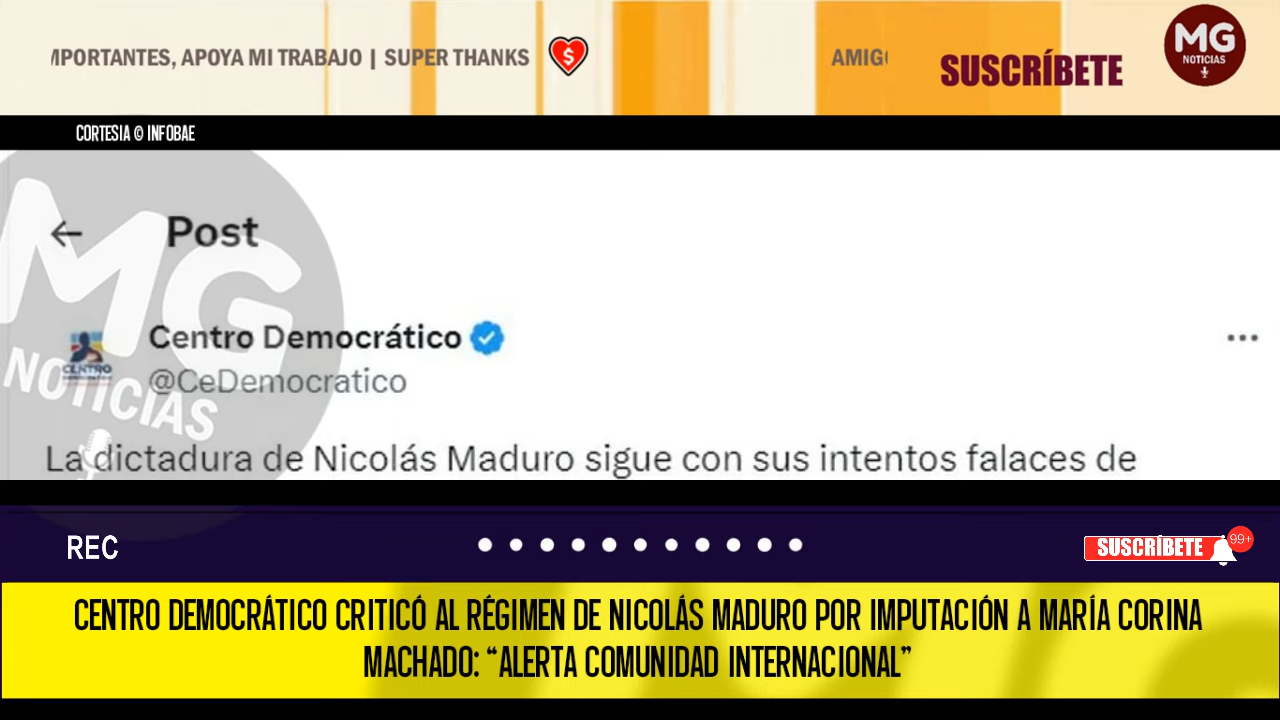 MPORTANTES, APOYA MI TRABAJO | SUPER THANKS
AMIG
SUSCRÍBETE
MG
NOTICIAS
CORTESIA © INFOBAE
MG
NOTICIAS
Post
Centro Democrático
CENTRO
@CeDemocratico
La dictadura de Nicolás Maduro sigue con sus intentos falaces de
REC
SUSCRÍBETE
99+
CENTRO DEMOCRÁTICO CRITICÓ AL RÉGIMEN DE NICOLÁS MADURO POR IMPUTACIÓN A MARÍA CORINA
MACHADO: “ALERTA COMUNIDAD INTERNACIONAL”